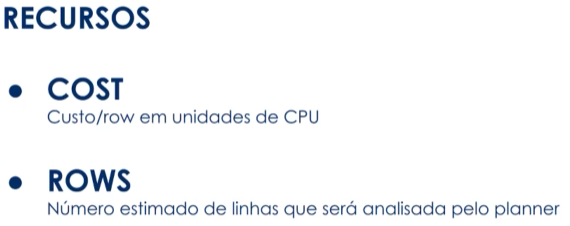 RECURSOS
● COST
Custo/row em unidades de CPU
● ROWS
Número estimado de linhas que será analisada pelo planner